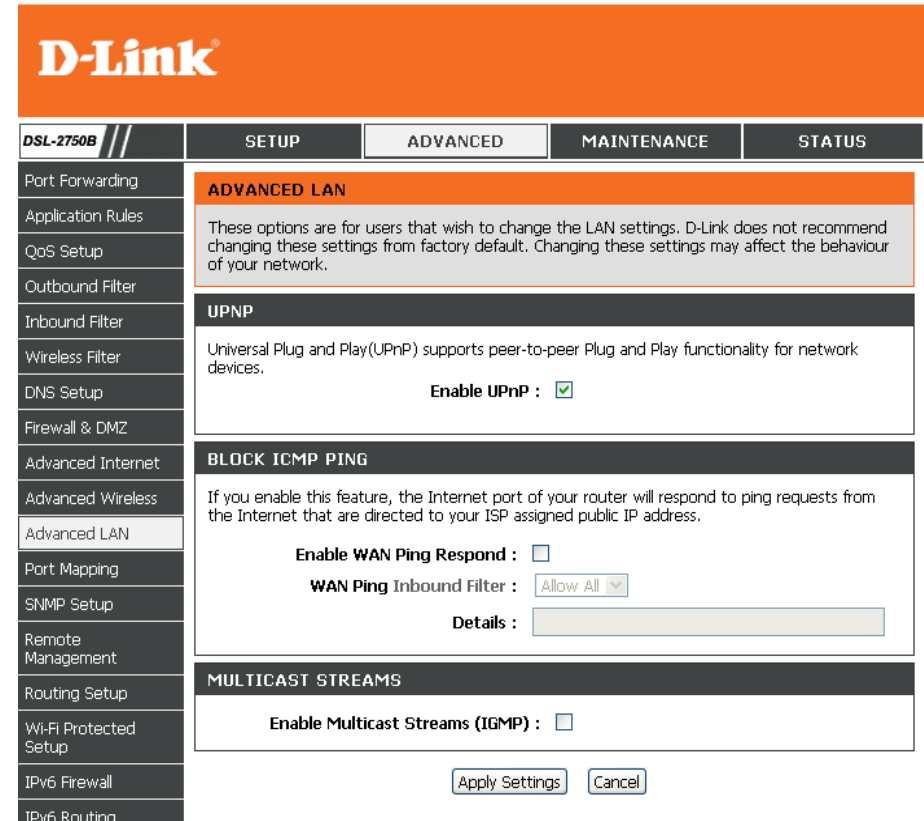 D-Link®
DSL-2750B
SETUP
ADVANCED
MAINTENANCE
STATUS
Port Forwarding
Application Rules
QoS Setup
Outbound Filter
Inbound Filter
Wireless Filter
DNS Setup
Firewall & DMZ
Advanced Internet
Advanced Wireless
Advanced LAN
Port Mapping
SNMP Setup
Remote
Management
Routing Setup
Wi-Fi Protected
Setup
IPv6 Firewall
IPv6 Routing
ADVANCED LAN
These options are for users that wish to change the LAN settings. D-Link does not recommend
changing these settings from factory default. Changing these settings may affect the behaviour
of your network.
UPNP
Universal Plug and Play(UPnP) supports peer-to-peer Plug and Play functionality for network
devices.
Enable UPnP :
BLOCK ICMP PING
If you enable this feature, the Internet port of your router will respond to ping requests from
the Internet that are directed to your ISP assigned public IP address.
Enable WAN Ping Respond :
WAN Ping Inbound Filter : Allow All
Details :
MULTICAST STREAMS
Enable Multicast Streams (IGMP) :
Apply Settings Cancel